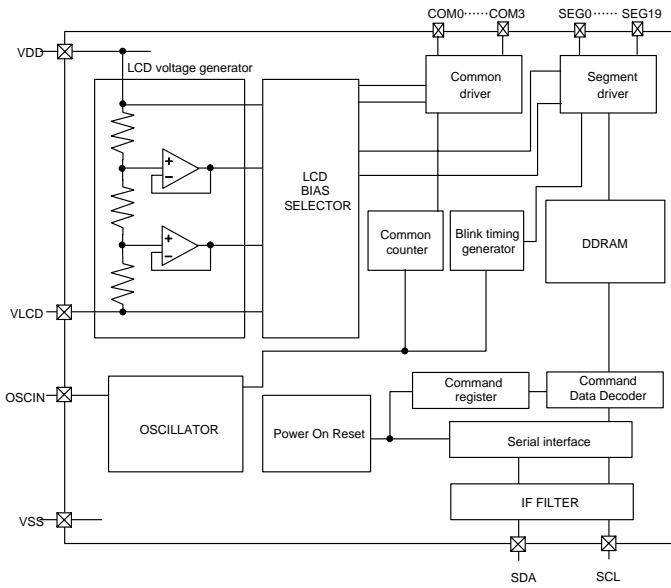 COM0······COM3
SEG0······ SEG19
VDD
LCD voltage generator
Common
driver
Segment
driver
+
−
LCD
BIAS
SELECTOR
+
−
Common
counter
Blink timing
generator
DDRAM
VLCD
OSCIN
OSCILLATOR
Power On Reset
Command
register
Command
Data Decoder
Serial interface
IF FILTER
VSS
SDA
SCL